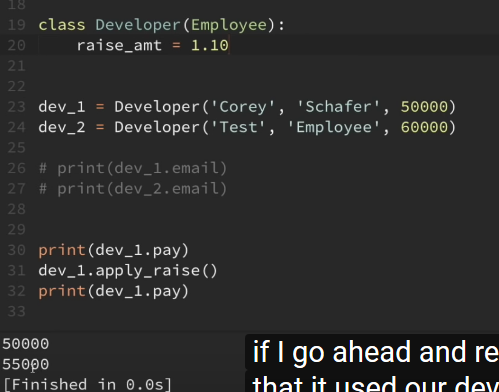 18
19 class Developer(Employee):
20     raise_amt = 1.10
21
22
23 dev_1 = Developer('Corey', 'Schafer', 50000)
24 dev_2 = Developer('Test', 'Employee', 60000)
25
26 # print(dev_1.email)
27 # print(dev_2.email)
28
29
30 print(dev_1.pay)
31 dev_1.apply_raise()
32 print(dev_1.pay)
33
50000
55000
[Finished in 0.0s]
if I go ahead and re
that it used our dev